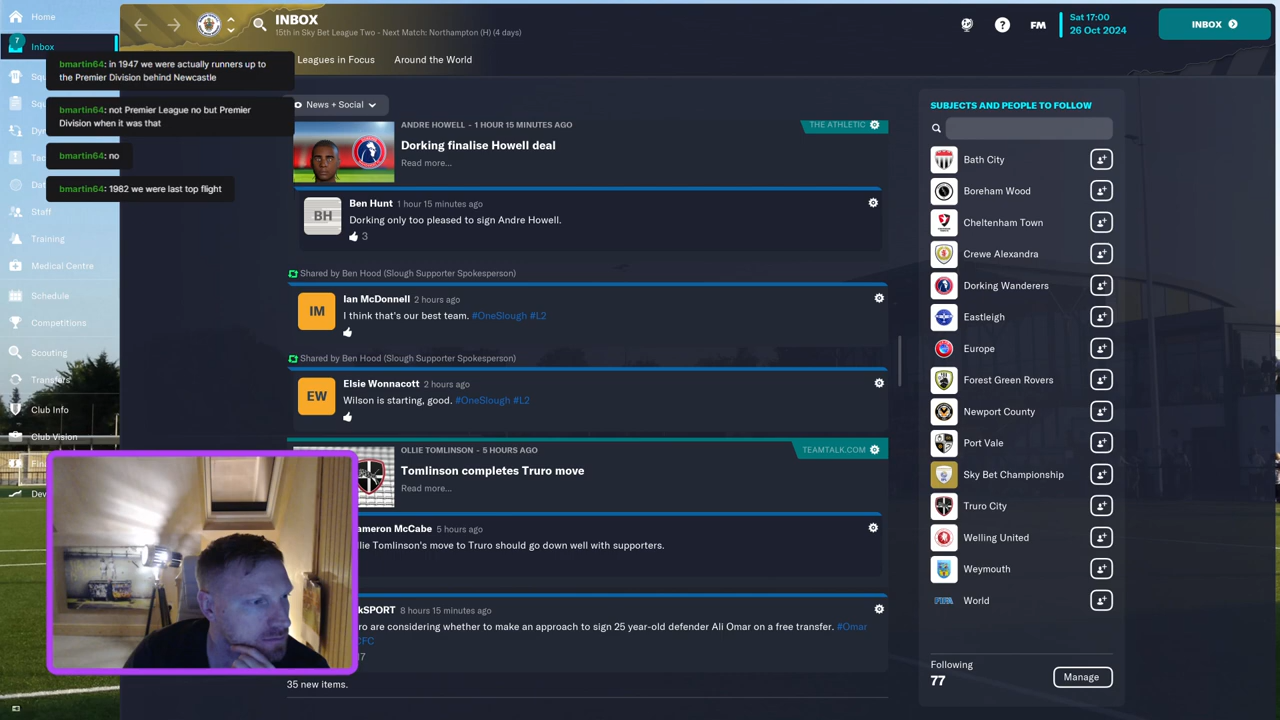 Home
INBOX
15th in Sky Bet League Two - Next Match: Northampton (H) (4 days)
FM
Sat 17:00
26 Oct 2024
INBOX
7
Inbox
Leagues in Focus
Around the World
bmartin64: in 1947 we were actually runners up to
the Premier Division behind Newcastle
bmartin64: not Premier League no but Premier
Division when it was that
bmartin64: no
bmartin64: 1982 we were last top flight
Staff
Training
Medical Centre
Schedule
Competitions
Scouting
Transfers
Club Info
Club Vision
News + Social
ANDRE HOWELL - 1 HOUR 15 MINUTES AGO
THE ATHLETIC
Dorking finalise Howell deal
Read more...
BH
Ben Hunt 1 hour 15 minutes ago
Dorking only too pleased to sign Andre Howell.
3
Shared by Ben Hood (Slough Supporter Spokesperson)
IM
Ian McDonnell 2 hours ago
I think that's our best team. #OneSlough #L2
Shared by Ben Hood (Slough Supporter Spokesperson)
EW
Elsie Wonnacott 2 hours ago
Wilson is starting, good. #OneSlough #L2
OLLIE TOMLINSON - 5 HOURS AGO
TEAMTALK.COM
Tomlinson completes Truro move
Read more...
ameron McCabe 5 hours ago
llie Tomlinson's move to Truro should go down well with supporters.
kSPORT 8 hours 15 minutes ago
ro are considering whether to make an approach to sign 25 year-old defender Ali Omar on a free transfer. #Omar
CFC
17
35 new items.
SUBJECTS AND PEOPLE TO FOLLOW
Bath City
Boreham Wood
Cheltenham Town
Crewe Alexandra
Dorking Wanderers
Eastleigh
Europe
Forest Green Rovers
Newport County
Port Vale
Sky Bet Championship
Truro City
Welling United
Weymouth
FIFA
World
Following
77
Manage